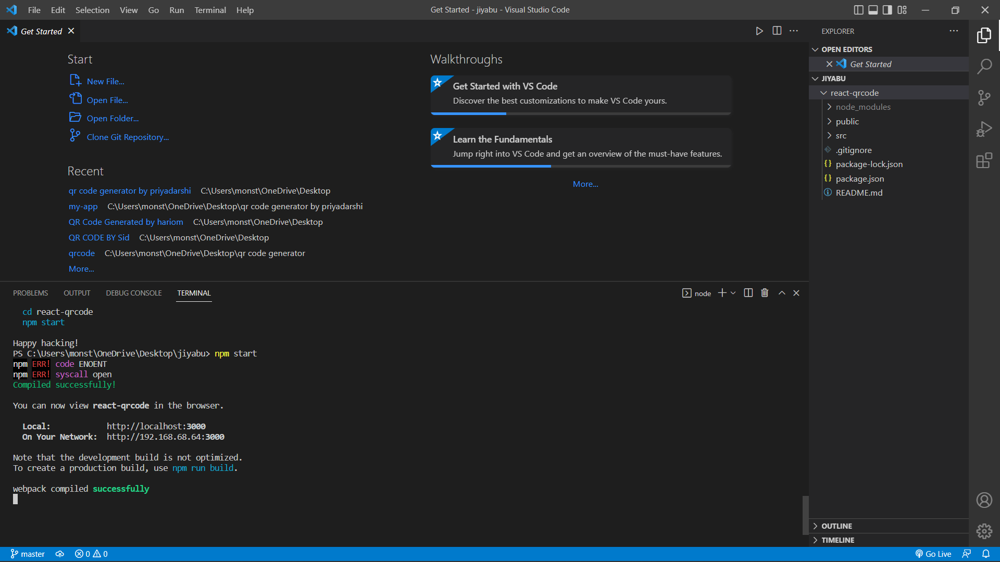 File Edit Selection View Go Run Terminal Help
Get Started - jiyabu - Visual Studio Code
Get Started
Start
New File...
Open File...
Open Folder...
Clone Git Repository...
Recent
qr code generator by priyadarshi C:\Users\monst\OneDrive\Desktop
my-app C:\Users\monst\OneDrive\Desktop\qr code generator by priyadarshi
QR Code Generated by hariom C:\Users\monst\OneDrive\Desktop
QR CODE BY Sid C:\Users\monst\OneDrive\Desktop
qrcode C:\Users\monst\OneDrive\Desktop\qr code generator
More...
Walkthroughs
Get Started with VS Code
Discover the best customizations to make VS Code yours.
Learn the Fundamentals
Jump right into VS Code and get an overview of the must-have features.
More...
PROBLEMS OUTPUT DEBUG CONSOLE TERMINAL
node
cd react-qrcode
npm start
Happy hacking!
PS C:\Users\monst\OneDrive\Desktop\jiyabu> npm start
npm ERR! code ENOENT
npm ERR! syscall open
Compiled successfully!
You can now view react-qrcode in the browser.
Local: http://localhost:3000
On Your Network: http://192.168.68.64:3000
Note that the development build is not optimized.
To create a production build, use npm run build.
webpack compiled successfully
EXPLORER
OPEN EDITORS
Get Started
JIYABU
react-qrcode
node_modules
public
src
.gitignore
package-lock.json
package.json
README.md
OUTLINE
TIMELINE
master 0 0
Go Live